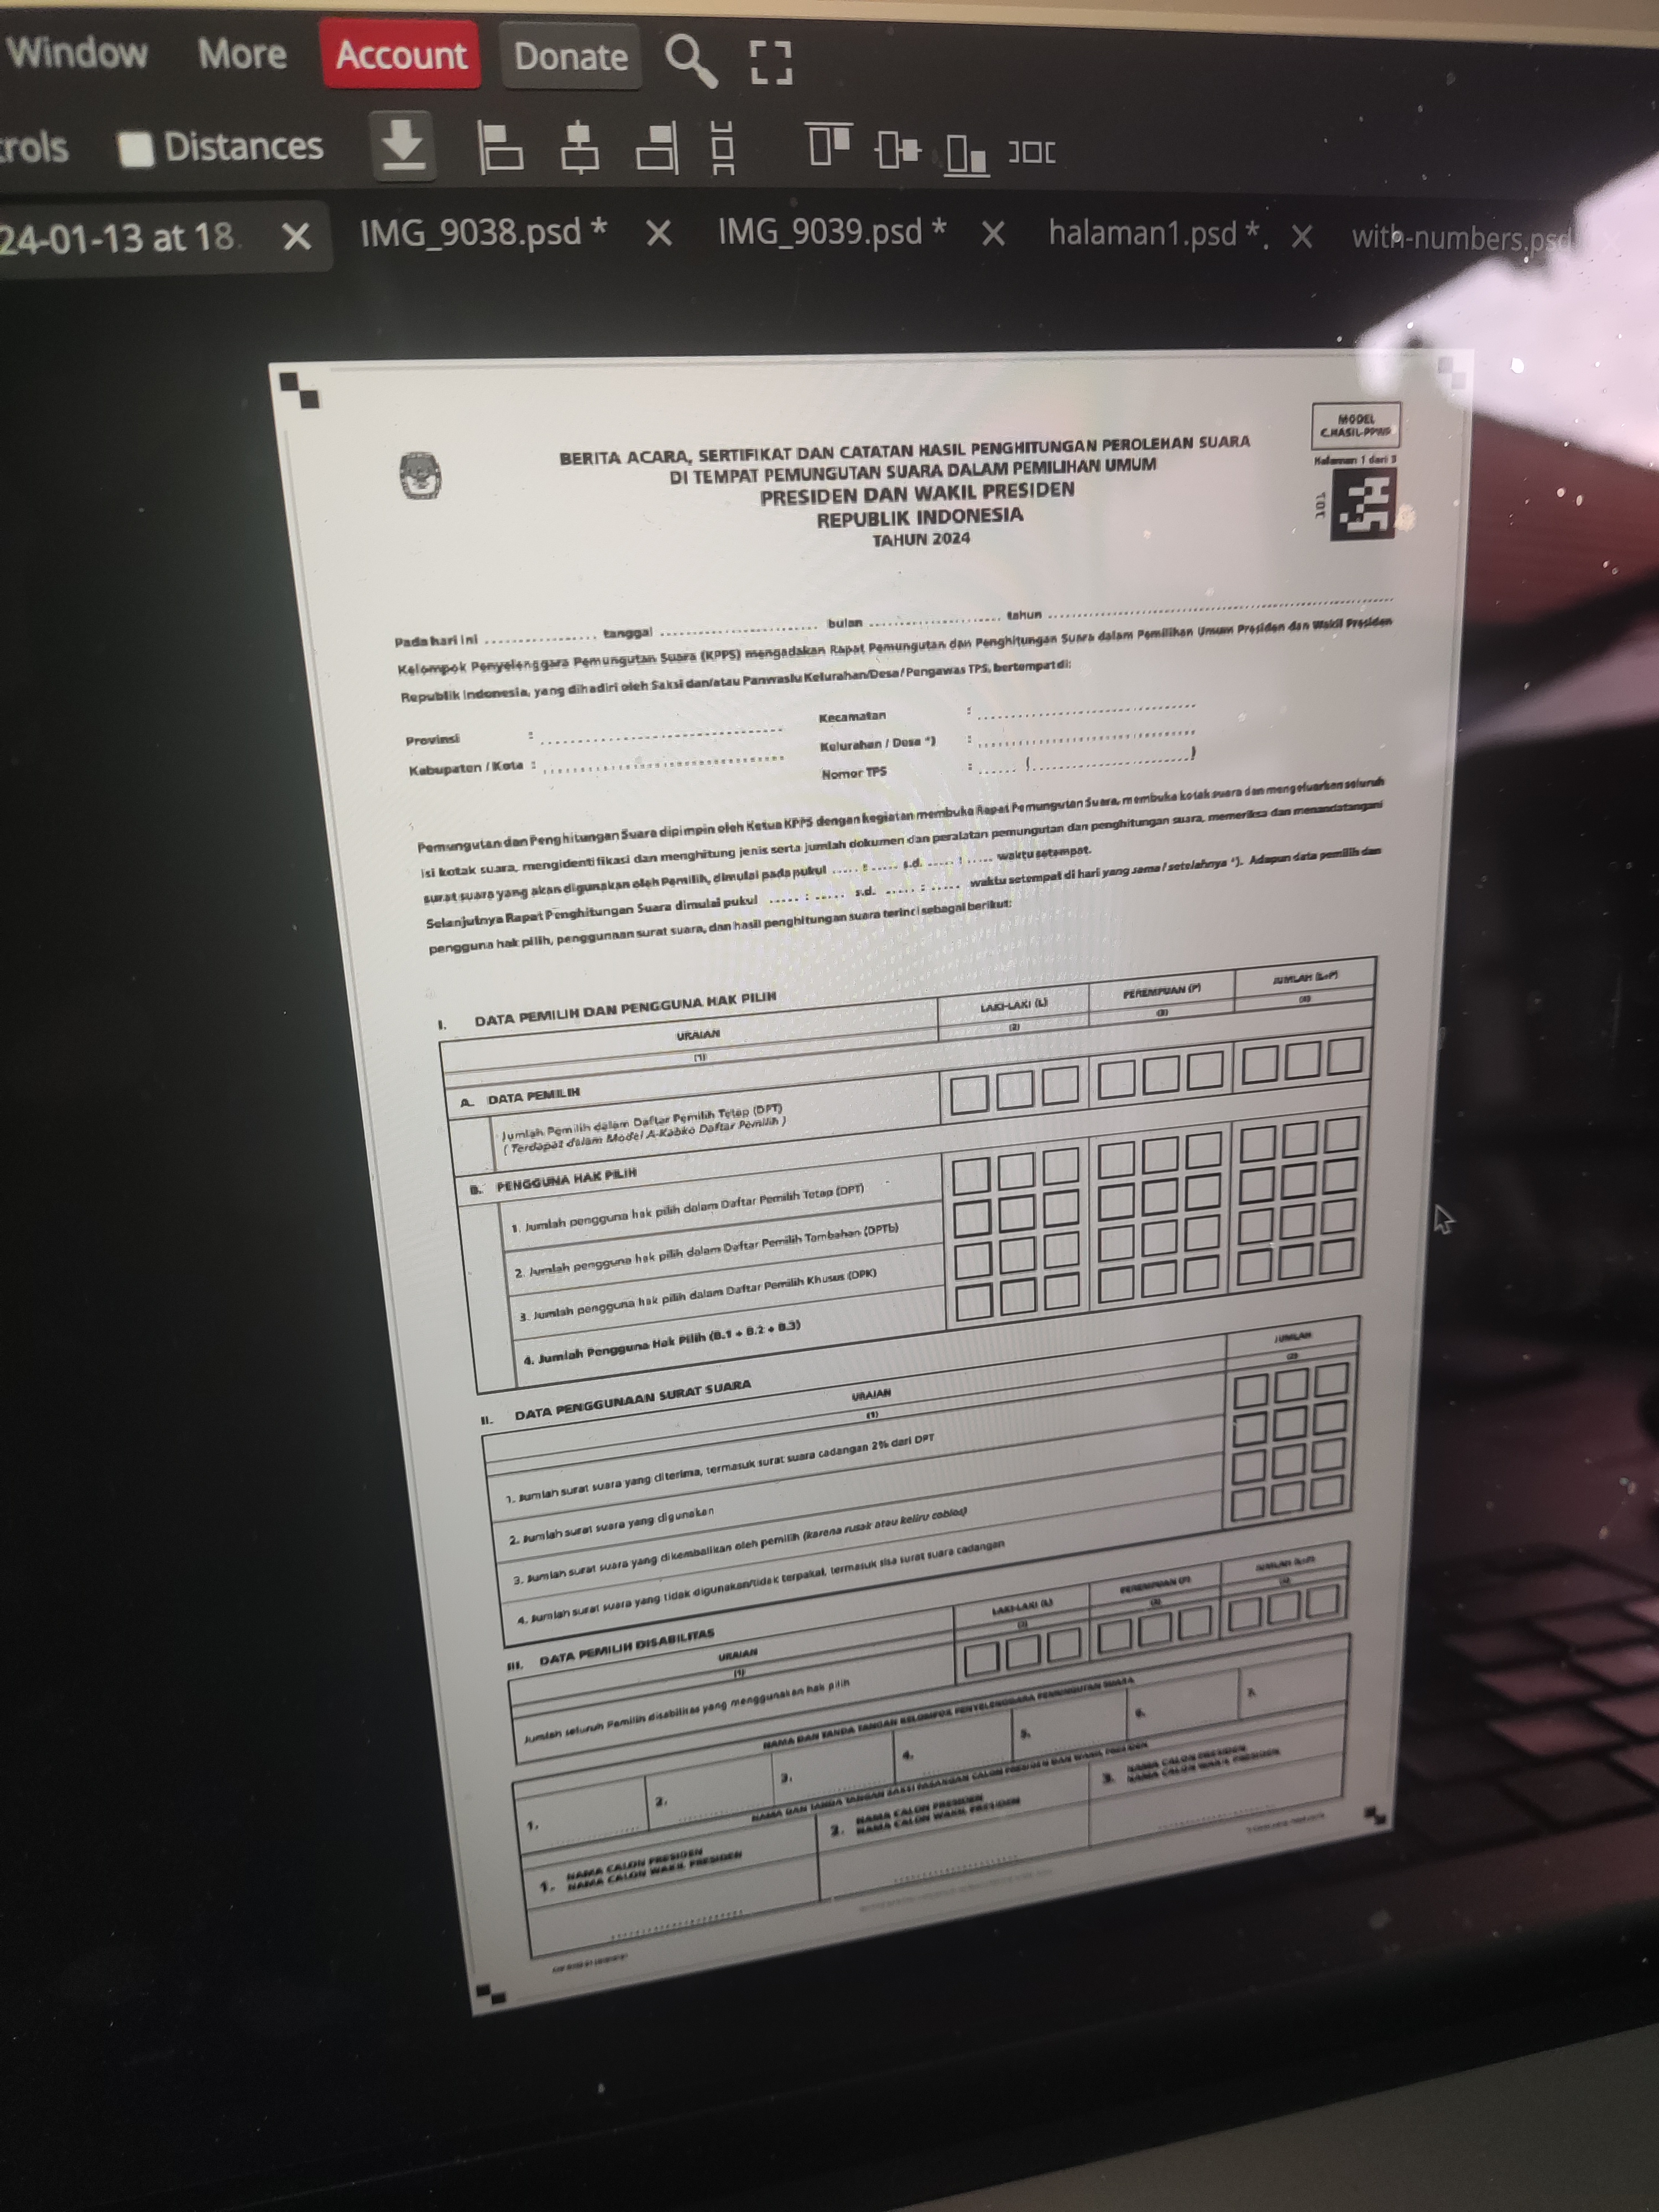 Window More Account Donate
Distances
24-01-13 at 18. IMG_9038.psd * IMG_9039.psd * halaman1.psd *. with-numbers.psd
MODEL
C.HASIL-PPWP
Halaman 1 dari 3
101
BERITA ACARA, SERTIFIKAT DAN CATATAN HASIL PENGHITUNGAN PEROLEHAN SUARA
DI TEMPAT PEMUNGUTAN SUARA DALAM PEMILIHAN UMUM
PRESIDEN DAN WAKIL PRESIDEN
REPUBLIK INDONESIA
TAHUN 2024
Pada hari ini ................. tanggal ........................ bulan .................... tahun ....................................................
Kelompok Penyelenggara Pemungutan Suara (KPPS) mengadakan Rapat Pemungutan dan Penghitungan Suara dalam Pemilihan Umum Presiden dan Wakil Presiden
Republik Indonesia, yang dihadiri oleh Saksi dan/atau Panwaslu Kelurahan/Desa/Pengawas TPS, bertempat di:
Provinsi : ....................................
Kabupaten / Kota : ....................................
Kecamatan : ....................................
Kelurahan / Desa *) : ....................................
Nomor TPS : ...... (..........................)
Pemungutan dan Penghitungan Suara dipimpin oleh Ketua KPPS dengan kegiatan membuka Rapat Pemungutan Suara, membuka kotak suara dan mengeluarkan seluruh
isi kotak suara, mengidentifikasi dan menghitung jenis serta jumlah dokumen dan peralatan pemungutan dan penghitungan suara, memeriksa dan menandatangani
surat suara yang akan digunakan oleh Pemilih, dimulai pada pukul ..... : ..... s.d. ..... : ..... waktu setempat.
Selanjutnya Rapat Penghitungan Suara dimulai pukul ..... : ..... s.d. ..... : ..... waktu setempat di hari yang sama / setelahnya *). Adapun data pemilih dan
pengguna hak pilih, penggunaan surat suara, dan hasil penghitungan suara terinci sebagai berikut:
I. DATA PEMILIH DAN PENGGUNA HAK PILIH
URAIAN LAKI-LAKI (L) PEREMPUAN (P) JUMLAH (L+P)
(1) (2) (3) (4)
A. DATA PEMILIH
Jumlah Pemilih dalam Daftar Pemilih Tetap (DPT)
( Terdapat dalam Model A-Kabko Daftar Pemilih )
B. PENGGUNA HAK PILIH
1. Jumlah pengguna hak pilih dalam Daftar Pemilih Tetap (DPT)
2. Jumlah pengguna hak pilih dalam Daftar Pemilih Tambahan (DPTb)
3. Jumlah pengguna hak pilih dalam Daftar Pemilih Khusus (DPK)
4. Jumlah Pengguna Hak Pilih (B.1 + B.2 + B.3)
II. DATA PENGGUNAAN SURAT SUARA
URAIAN JUMLAH
(1) (2)
1. Jumlah surat suara yang diterima, termasuk surat suara cadangan 2% dari DPT
2. Jumlah surat suara yang digunakan
3. Jumlah surat suara yang dikembalikan oleh pemilih (karena rusak atau keliru coblos)
4. Jumlah surat suara yang tidak digunakan/tidak terpakai, termasuk sisa surat suara cadangan
III. DATA PEMILIH DISABILITAS
URAIAN LAKI-LAKI (L) PEREMPUAN (P) JUMLAH (L+P)
(1) (2) (3) (4)
Jumlah seluruh Pemilih disabilitas yang menggunakan hak pilih
NAMA DAN TANDA TANGAN KELOMPOK PENYELENGGARA PEMUNGUTAN SUARA
1. 2. 3. 4. 5. 6. 7.
NAMA DAN TANDA TANGAN SAKSI PASANGAN CALON PRESIDEN DAN WAKIL PRESIDEN
1. NAMA CALON PRESIDEN
NAMA CALON WAKIL PRESIDEN
2. NAMA CALON PRESIDEN
NAMA CALON WAKIL PRESIDEN
3. NAMA CALON PRESIDEN
NAMA CALON WAKIL PRESIDEN